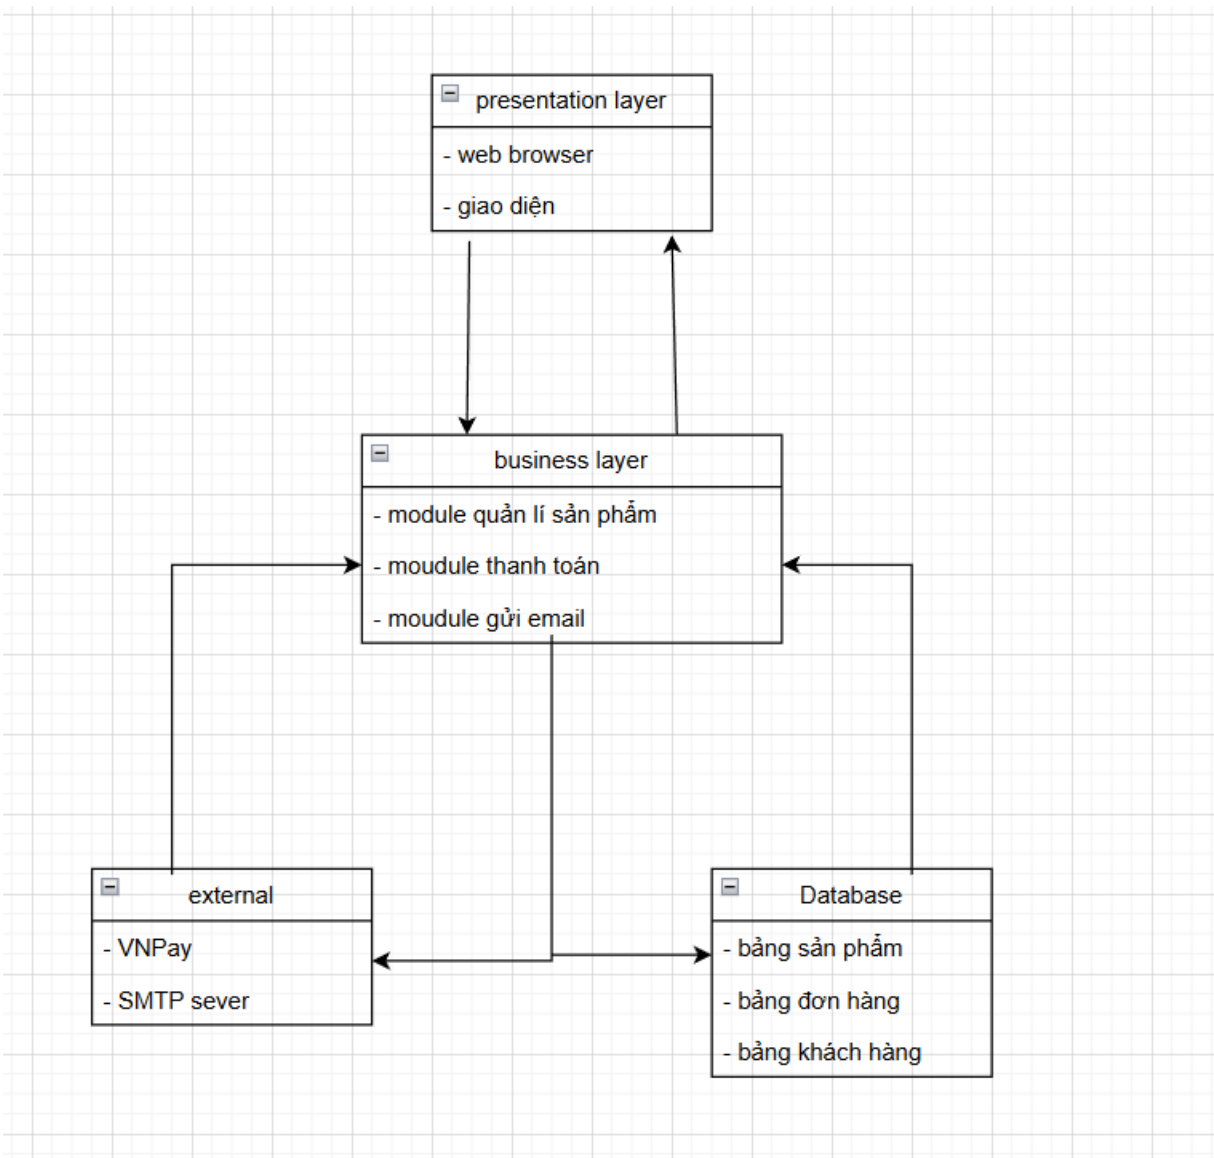 presentation layer
- web browser
- giao diện
business layer
- module quản lí sản phẩm
- moudule thanh toán
- moudule gửi email
external
- VNPay
- SMTP sever
Database
- bảng sản phẩm
- bảng đơn hàng
- bảng khách hàng